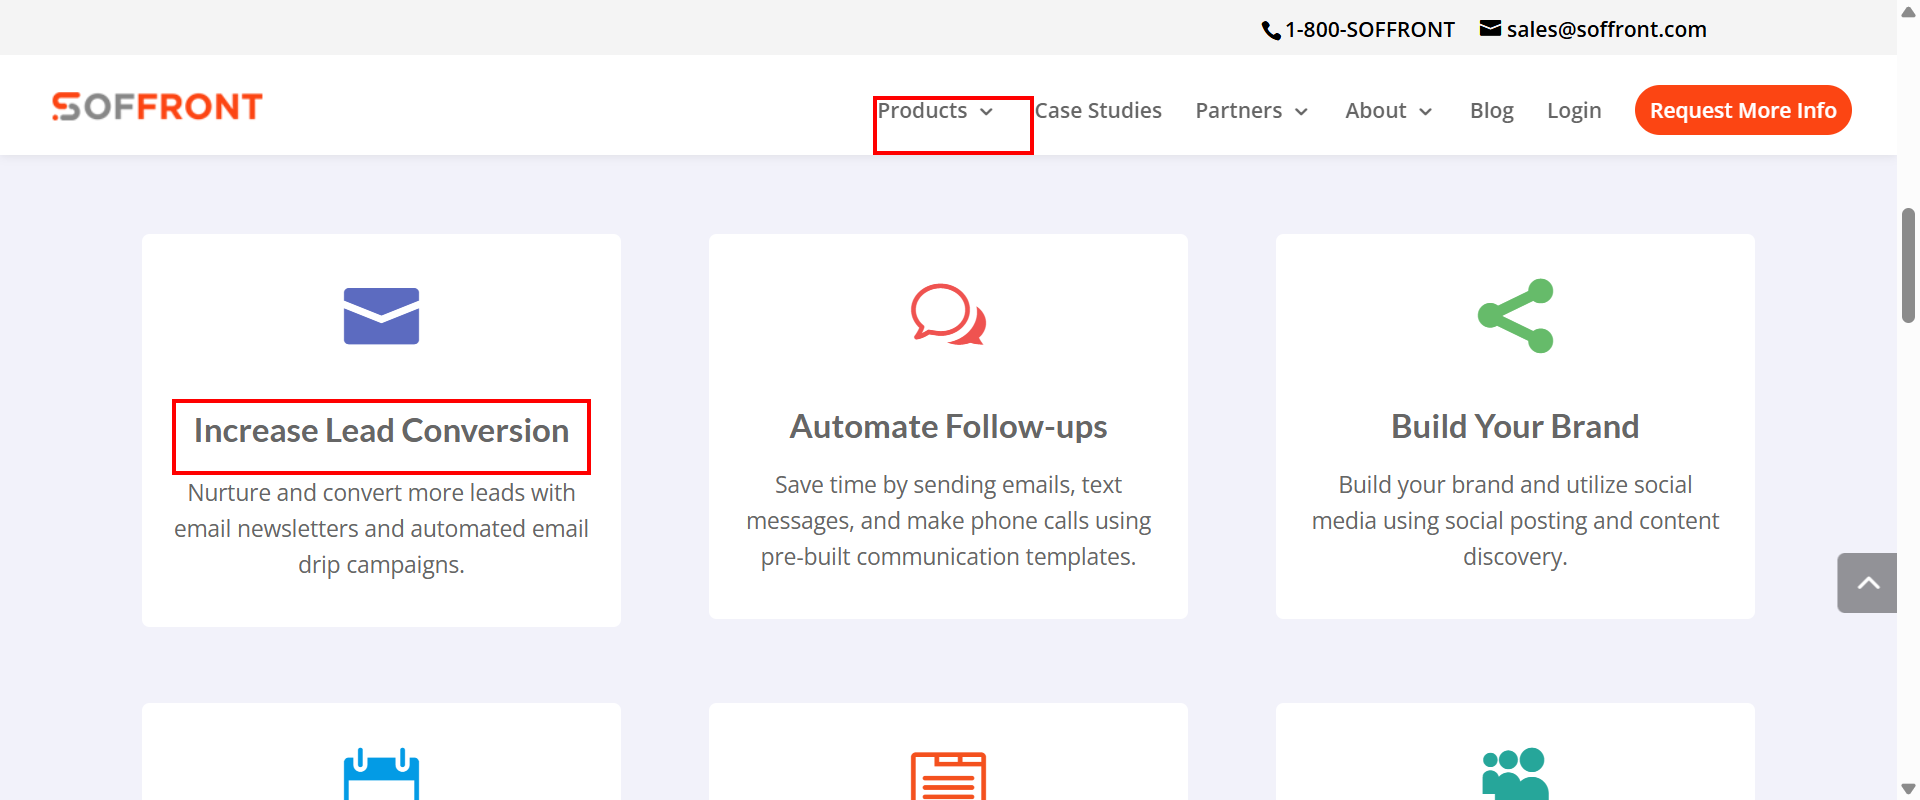 1-800-SOFFRONT sales@soffront.com
SOFFRONT Products Case Studies Partners About Blog Login Request More Info
Increase Lead Conversion
Nurture and convert more leads with
email newsletters and automated email
drip campaigns.
Automate Follow-ups
Save time by sending emails, text
messages, and make phone calls using
pre-built communication templates.
Build Your Brand
Build your brand and utilize social
media using social posting and content
discovery.